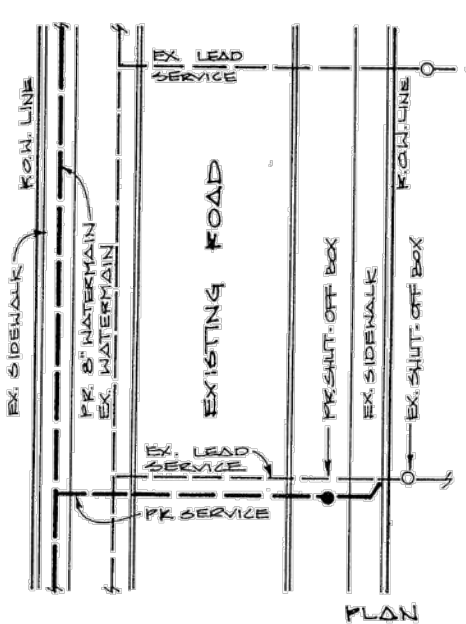 EX. LEAD
SERVICE
R.O.W. LINE
R.O.W. LINE
EX. SIDEWALK
PR. 8" WATERMAIN
EX. WATERMAIN
EXISTING ROAD
PR. SHUT-OFF BOX
EX. SIDEWALK
EX. SHUT-OFF BOX
EX. LEAD
SERVICE
PR. SERVICE
PLAN